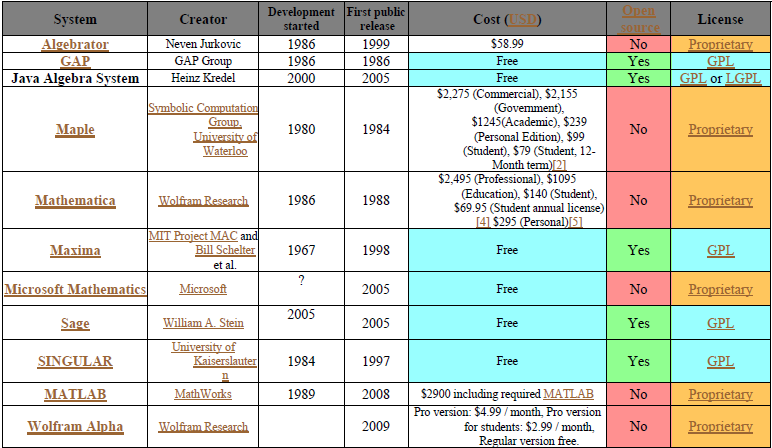 System Creator Development started First public release Cost (USD) Open source License
Algebrator Neven Jurkovic 1986 1999 $58.99 No Proprietary
GAP GAP Group 1986 1986 Free Yes GPL
Java Algebra System Heinz Kredel 2000 2005 Free Yes GPL or LGPL
Maple Symbolic Computation Group, University of Waterloo 1980 1984 $2,275 (Commercial), $2,155 (Government), $1245(Academic), $239 (Personal Edition), $99 (Student), $79 (Student, 12-Month term)[2] No Proprietary
Mathematica Wolfram Research 1986 1988 $2,495 (Professional), $1095 (Education), $140 (Student), $69.95 (Student annual license) [4] $295 (Personal)[5] No Proprietary
Maxima MIT Project MAC and Bill Schelter et al. 1967 1998 Free Yes GPL
Microsoft Mathematics Microsoft ? 2005 Free No Proprietary
Sage William A. Stein 2005 2005 Free Yes GPL
SINGULAR University of Kaiserslautern 1984 1997 Free Yes GPL
MATLAB MathWorks 1989 2008 $2900 including required MATLAB No Proprietary
Wolfram Alpha Wolfram Research 2009 Pro version: $4.99 / month, Pro version for students: $2.99 / month, Regular version free. No Proprietary